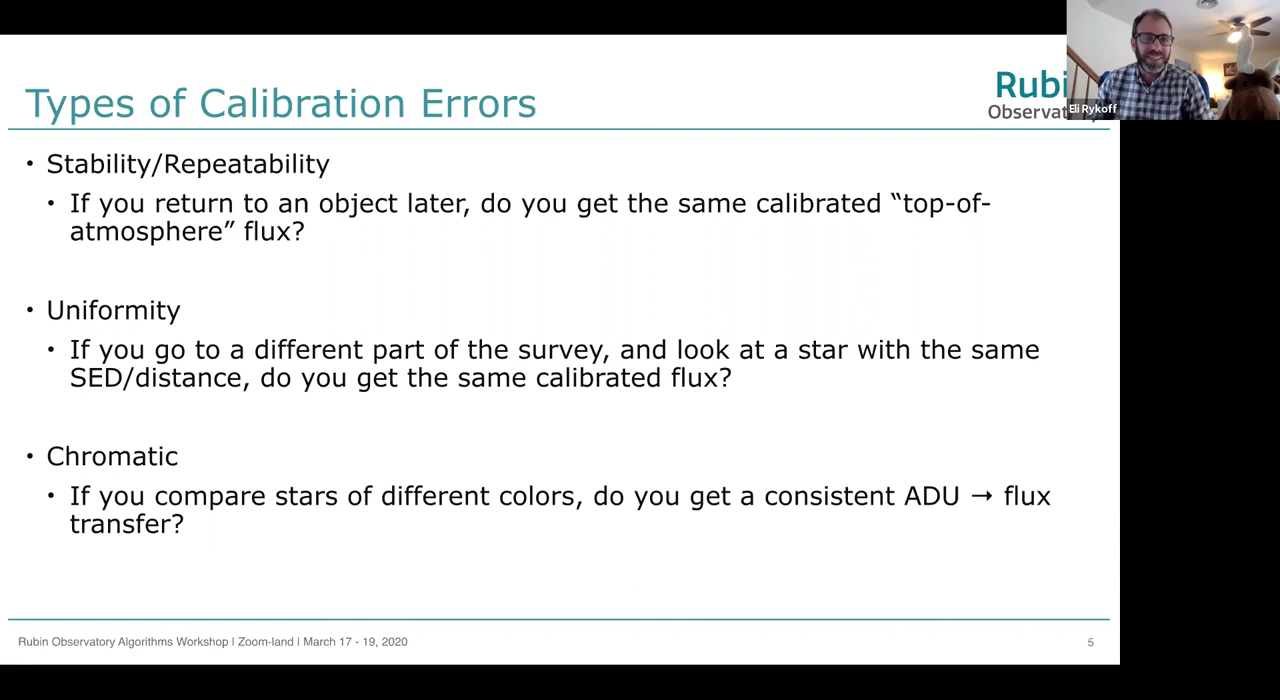 Types of Calibration Errors
Rubi
Observat
Eli Rykoff
• Stability/Repeatability
• If you return to an object later, do you get the same calibrated “top-of-
atmosphere” flux?
• Uniformity
• If you go to a different part of the survey, and look at a star with the same
SED/distance, do you get the same calibrated flux?
• Chromatic
• If you compare stars of different colors, do you get a consistent ADU → flux
transfer?
Rubin Observatory Algorithms Workshop | Zoom-land | March 17 - 19, 2020
5